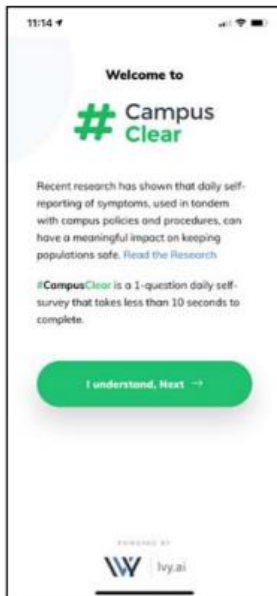 11:14
Welcome to
# Campus
Clear
Recent research has shown that daily self-
reporting of symptoms, used in tandem
with campus policies and procedures, can
have a meaningful impact on keeping
populations safe. Read the Research
#CampusClear is a 1-question daily self-
survey that takes less than 10 seconds to
complete.
I understand, Next →
POWERED BY
Ivy.ai